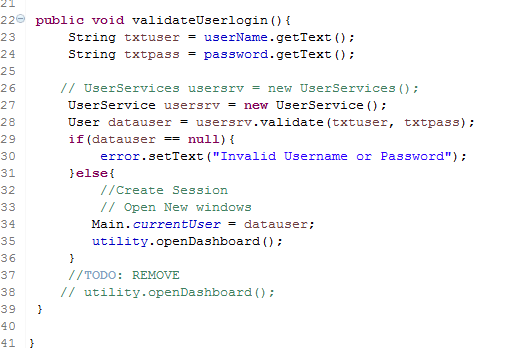 21
22 public void validateUserlogin(){
23 String txtuser = userName.getText();
24 String txtpass = password.getText();
25
26 // UserServices usersrv = new UserServices();
27 UserService usersrv = new UserService();
28 User datauser = usersrv.validate(txtuser, txtpass);
29 if(datauser == null){
30 error.setText("Invalid Username or Password");
31 }else{
32 //Create Session
33 // Open New windows
34 Main.currentUser = datauser;
35 utility.openDashboard();
36 }
37 //TODO: REMOVE
38 // utility.openDashboard();
39 }
40
41 }